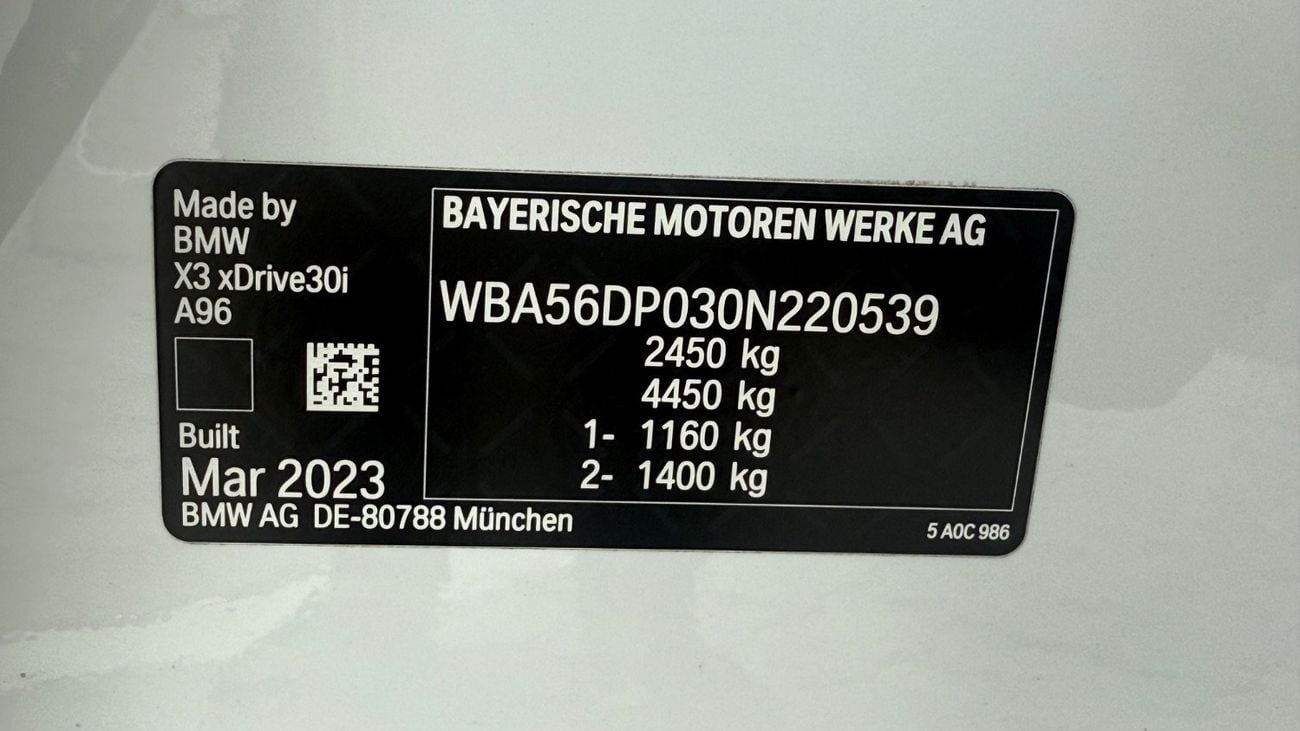 Made by
BMW
X3 xDrive30i
A96
Built
Mar 2023
BMW AG DE-80788 München
BAYERISCHE MOTOREN WERKE AG
WBA56DP030N220539
2450 kg
4450 kg
1- 1160 kg
2- 1400 kg
5 A0C 986